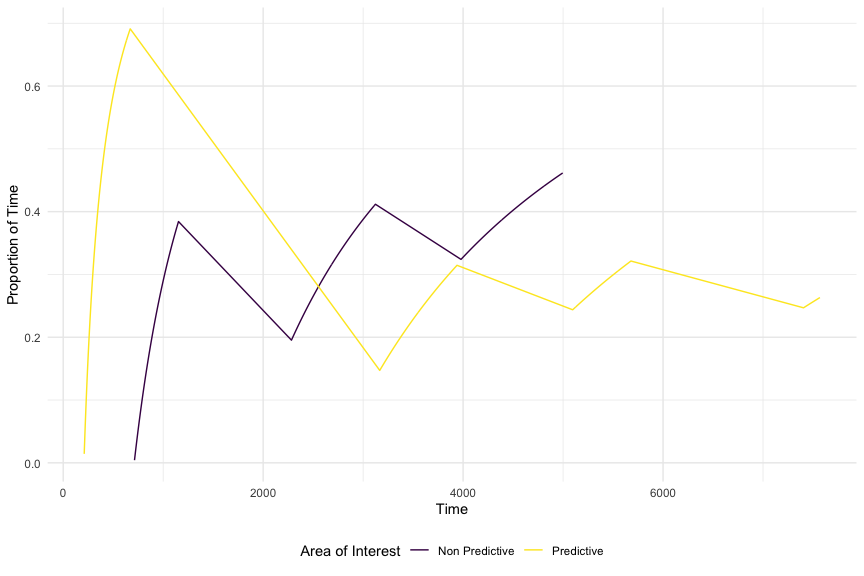 Proportion of Time
0.6
0.4
0.2
0.0
0
2000
4000
6000
Time
Area of Interest
Non Predictive
Predictive